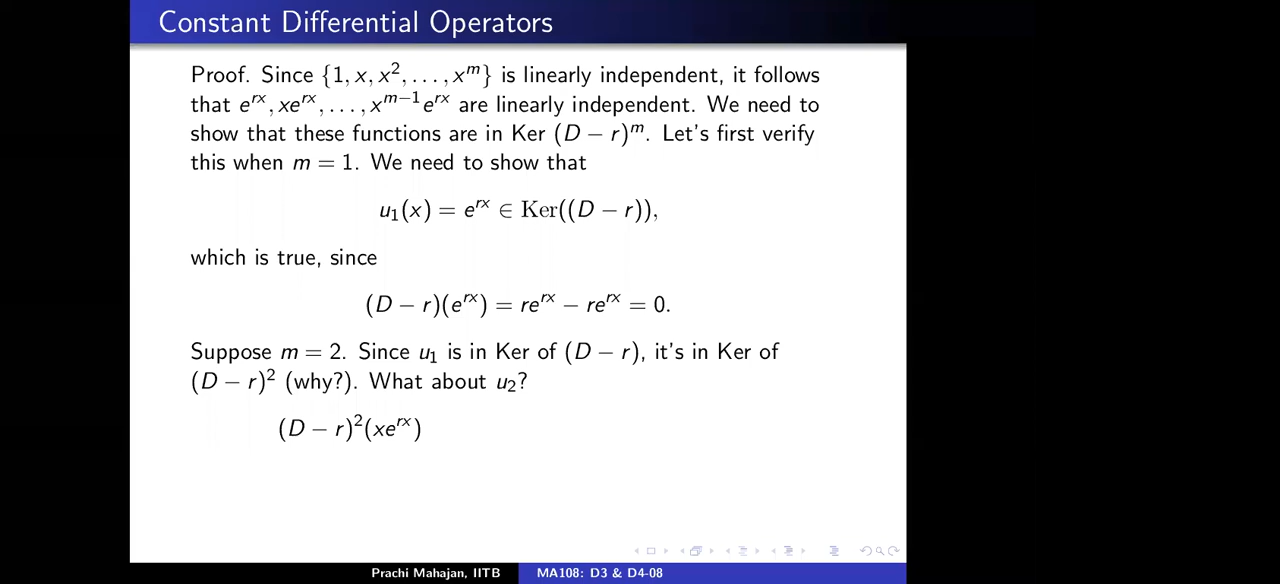 Constant Differential Operators
Proof. Since {1, x, x², . . . , xᵐ} is linearly independent, it follows
that eʳˣ, xeʳˣ, . . . , xᵐ⁻¹eʳˣ are linearly independent. We need to
show that these functions are in Ker (D − r)ᵐ. Let's first verify
this when m = 1. We need to show that
u₁(x) = eʳˣ ∈ Ker((D − r)),
which is true, since
(D − r)(eʳˣ) = reʳˣ − reʳˣ = 0.
Suppose m = 2. Since u₁ is in Ker of (D − r), it's in Ker of
(D − r)² (why?). What about u₂?
(D − r)²(xeʳˣ)
Prachi Mahajan, IITB MA108: D3 & D4-08